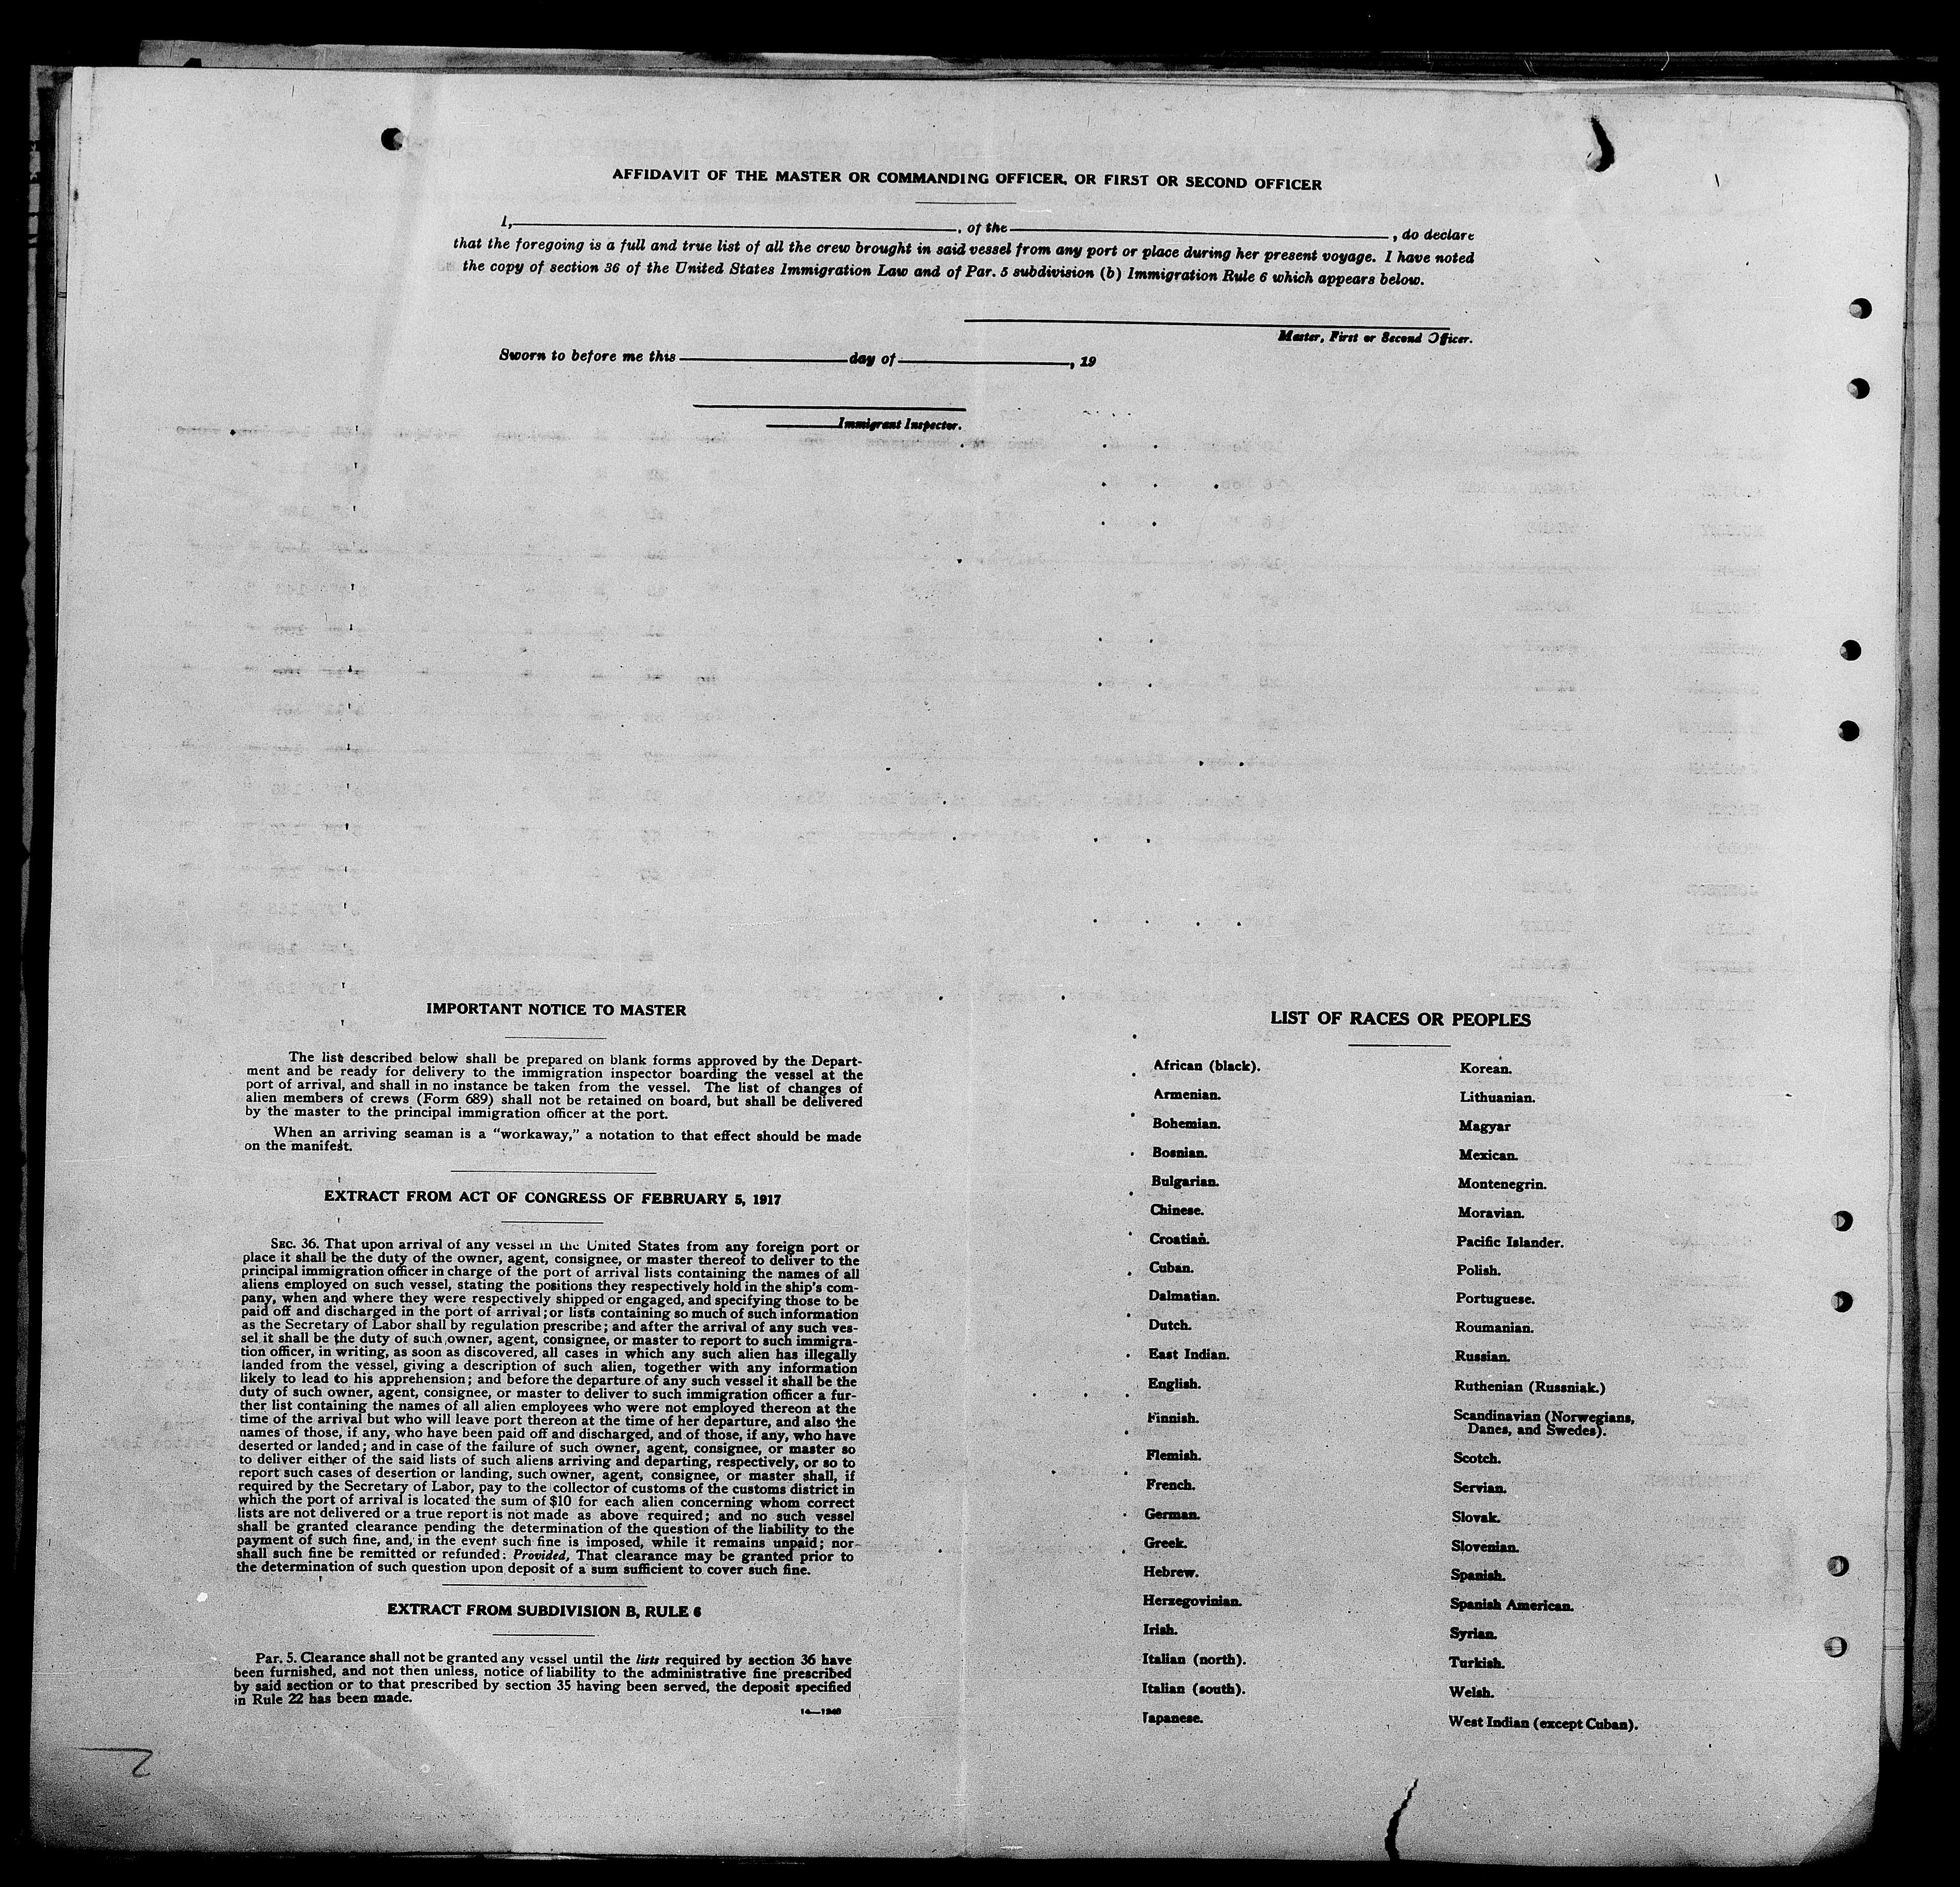 AFFIDAVIT OF THE MASTER OR COMMANDING OFFICER, OR FIRST OR SECOND OFFICER
I, , of the , do declare
that the foregoing is a full and true list of all the crew brought in said vessel from any port or place during her present voyage. I have noted
the copy of section 36 of the United States Immigration Law and of Par. 5 subdivision (b) Immigration Rule 6 which appears below.
Master, First or Second Officer.
Sworn to before me this day of , 19
Immigrant Inspector.
IMPORTANT NOTICE TO MASTER
The list described below shall be prepared on blank forms approved by the Depart-
ment and be ready for delivery to the immigration inspector boarding the vessel at the
port of arrival, and shall in no instance be taken from the vessel. The list of changes of
alien members of crews (Form 689) shall not be retained on board, but shall be delivered
by the master to the principal immigration officer at the port.
When an arriving seaman is a "workaway," a notation to that effect should be made
on the manifest.
EXTRACT FROM ACT OF CONGRESS OF FEBRUARY 5, 1917
SEC. 36. That upon arrival of any vessel in the United States from any foreign port or
place it shall be the duty of the owner, agent, consignee, or master thereof to deliver to the
principal immigration officer in charge of the port of arrival lists containing the names of all
aliens employed on such vessel, stating the positions they respectively hold in the ship's com-
pany, when and where they were respectively shipped or engaged, and specifying those to be
paid off and discharged in the port of arrival; or lists containing so much of such information
as the Secretary of Labor shall by regulation prescribe; and after the arrival of any such ves-
sel it shall be the duty of such owner, agent, consignee, or master to report to such immigra-
tion officer, in writing, as soon as discovered, all cases in which any such alien has illegally
landed from the vessel, giving a description of such alien, together with any information
likely to lead to his apprehension; and before the departure of any such vessel it shall be the
duty of such owner, agent, consignee, or master to deliver to such immigration officer a fur-
ther list containing the names of all alien employees who were not employed thereon at the
time of the arrival but who will leave port thereon at the time of her departure, and also the
names of those, if any, who have been paid off and discharged, and of those, if any, who have
deserted or landed; and in case of the failure of such owner, agent, consignee, or master so
to deliver either of the said lists of such aliens arriving and departing, respectively, or so to
report such cases of desertion or landing, such owner, agent, consignee, or master shall, if
required by the Secretary of Labor, pay to the collector of customs of the customs district in
which the port of arrival is located the sum of $10 for each alien concerning whom correct
lists are not delivered or a true report is not made as above required; and no such vessel
shall be granted clearance pending the determination of the question of the liability to the
payment of such fine, and, in the event such fine is imposed, while it remains unpaid; nor
shall such fine be remitted or refunded: Provided, That clearance may be granted prior to
the determination of such question upon deposit of a sum sufficient to cover such fine.
EXTRACT FROM SUBDIVISION B, RULE 6
Par. 5. Clearance shall not be granted any vessel until the lists required by section 36 have
been furnished, and not then unless, notice of liability to the administrative fine prescribed
by said section or to that prescribed by section 35 having been served, the deposit specified
in Rule 22 has been made.
14—1240
LIST OF RACES OR PEOPLES
African (black).
Armenian.
Bohemian.
Bosnian.
Bulgarian.
Chinese.
Croatian.
Cuban.
Dalmatian.
Dutch.
East Indian.
English.
Finnish.
Flemish.
French.
German.
Greek.
Hebrew.
Herzegovinian.
Irish.
Italian (north).
Italian (south).
Japanese.
Korean.
Lithuanian.
Magyar
Mexican.
Montenegrin.
Moravian.
Pacific Islander.
Polish.
Portuguese.
Roumanian.
Russian.
Ruthenian (Russniak.)
Scandinavian (Norwegians,
Danes, and Swedes).
Scotch.
Servian.
Slovak.
Slovenian.
Spanish.
Spanish American.
Syrian.
Turkish.
Welsh.
West Indian (except Cuban).